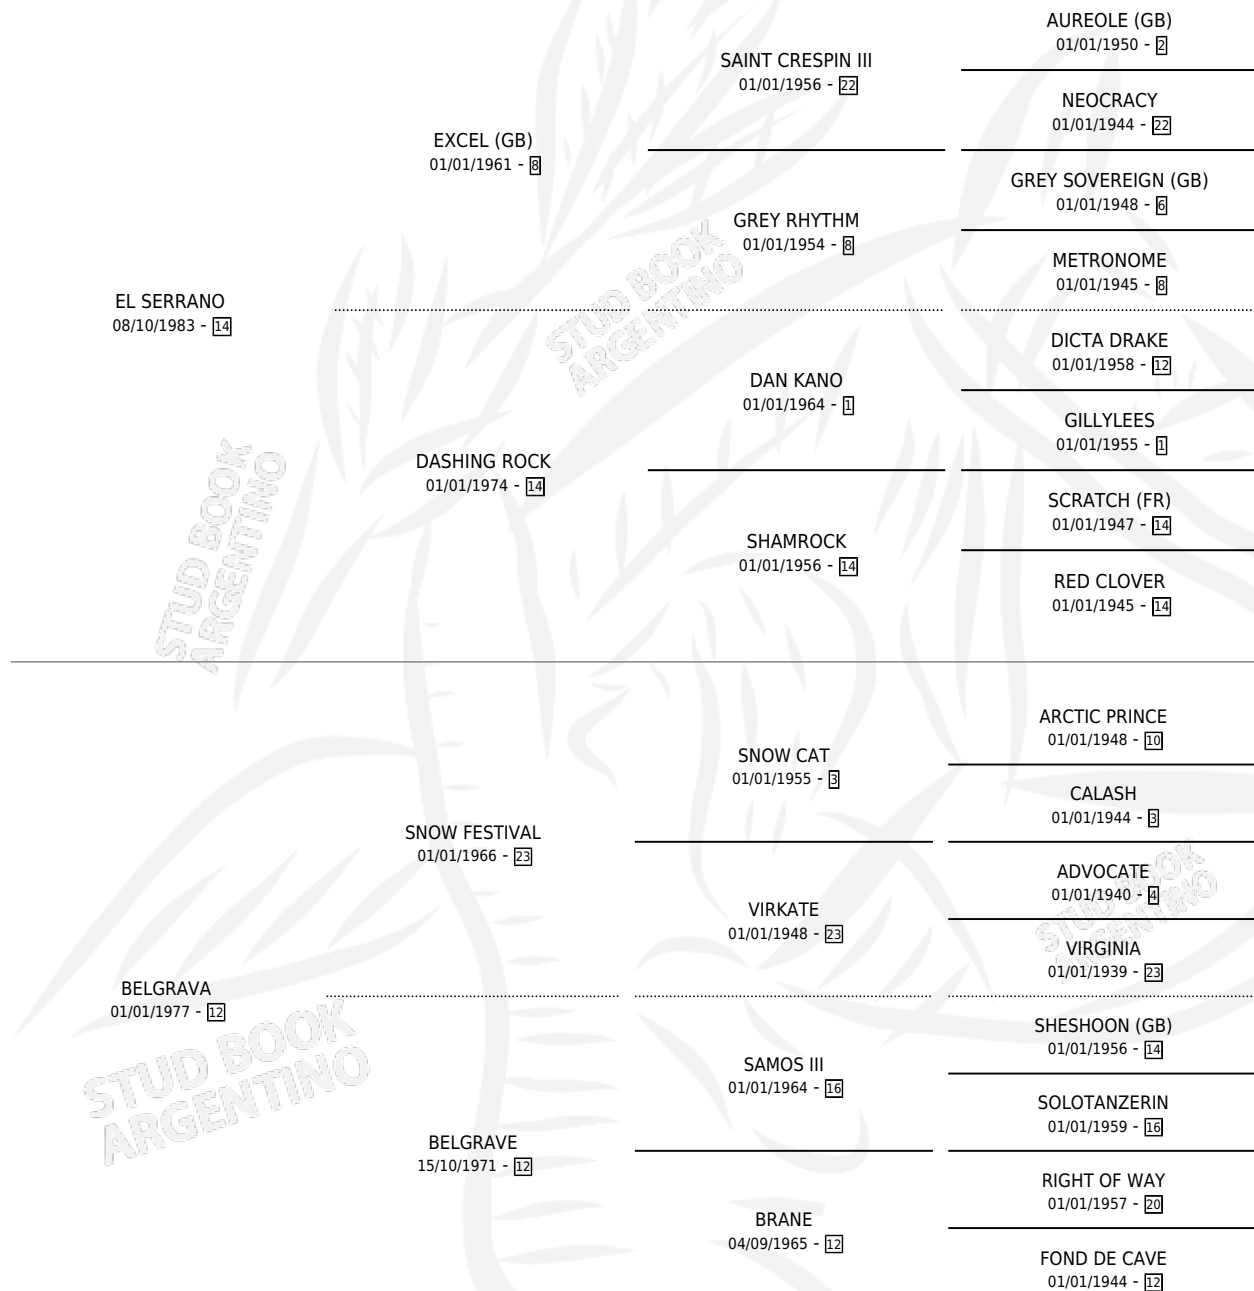 AUREOLE (GB)
01/01/1950 - 2
SAINT CRESPIN III
01/01/1956 - 22
NEOCRACY
01/01/1944 - 22
EXCEL (GB)
01/01/1961 - 8
GREY SOVEREIGN (GB)
01/01/1948 - 6
GREY RHYTHM
01/01/1954 - 8
METRONOME
01/01/1945 - 8
EL SERRANO
08/10/1983 - 14
DICTA DRAKE
01/01/1958 - 12
DAN KANO
01/01/1964 - 1
GILLYLEES
01/01/1955 - 1
DASHING ROCK
01/01/1974 - 14
SCRATCH (FR)
01/01/1947 - 14
SHAMROCK
01/01/1956 - 14
RED CLOVER
01/01/1945 - 14
ARCTIC PRINCE
01/01/1948 - 10
SNOW CAT
01/01/1955 - 3
CALASH
01/01/1944 - 3
SNOW FESTIVAL
01/01/1966 - 23
ADVOCATE
01/01/1940 - 4
VIRKATE
01/01/1948 - 23
VIRGINIA
01/01/1939 - 23
BELGRAVA
01/01/1977 - 12
SHESHOON (GB)
01/01/1956 - 14
SAMOS III
01/01/1964 - 16
SOLOTANZERIN
01/01/1959 - 16
BELGRAVE
15/10/1971 - 12
RIGHT OF WAY
01/01/1957 - 20
BRANE
04/09/1965 - 12
FOND DE CAVE
01/01/1944 - 12
STUD BOOK
ARGENTINO
STUD BOOK
ARGENTINO
STUD BOOK
ARGENTINO
STUD BOOK
ARGENTINO